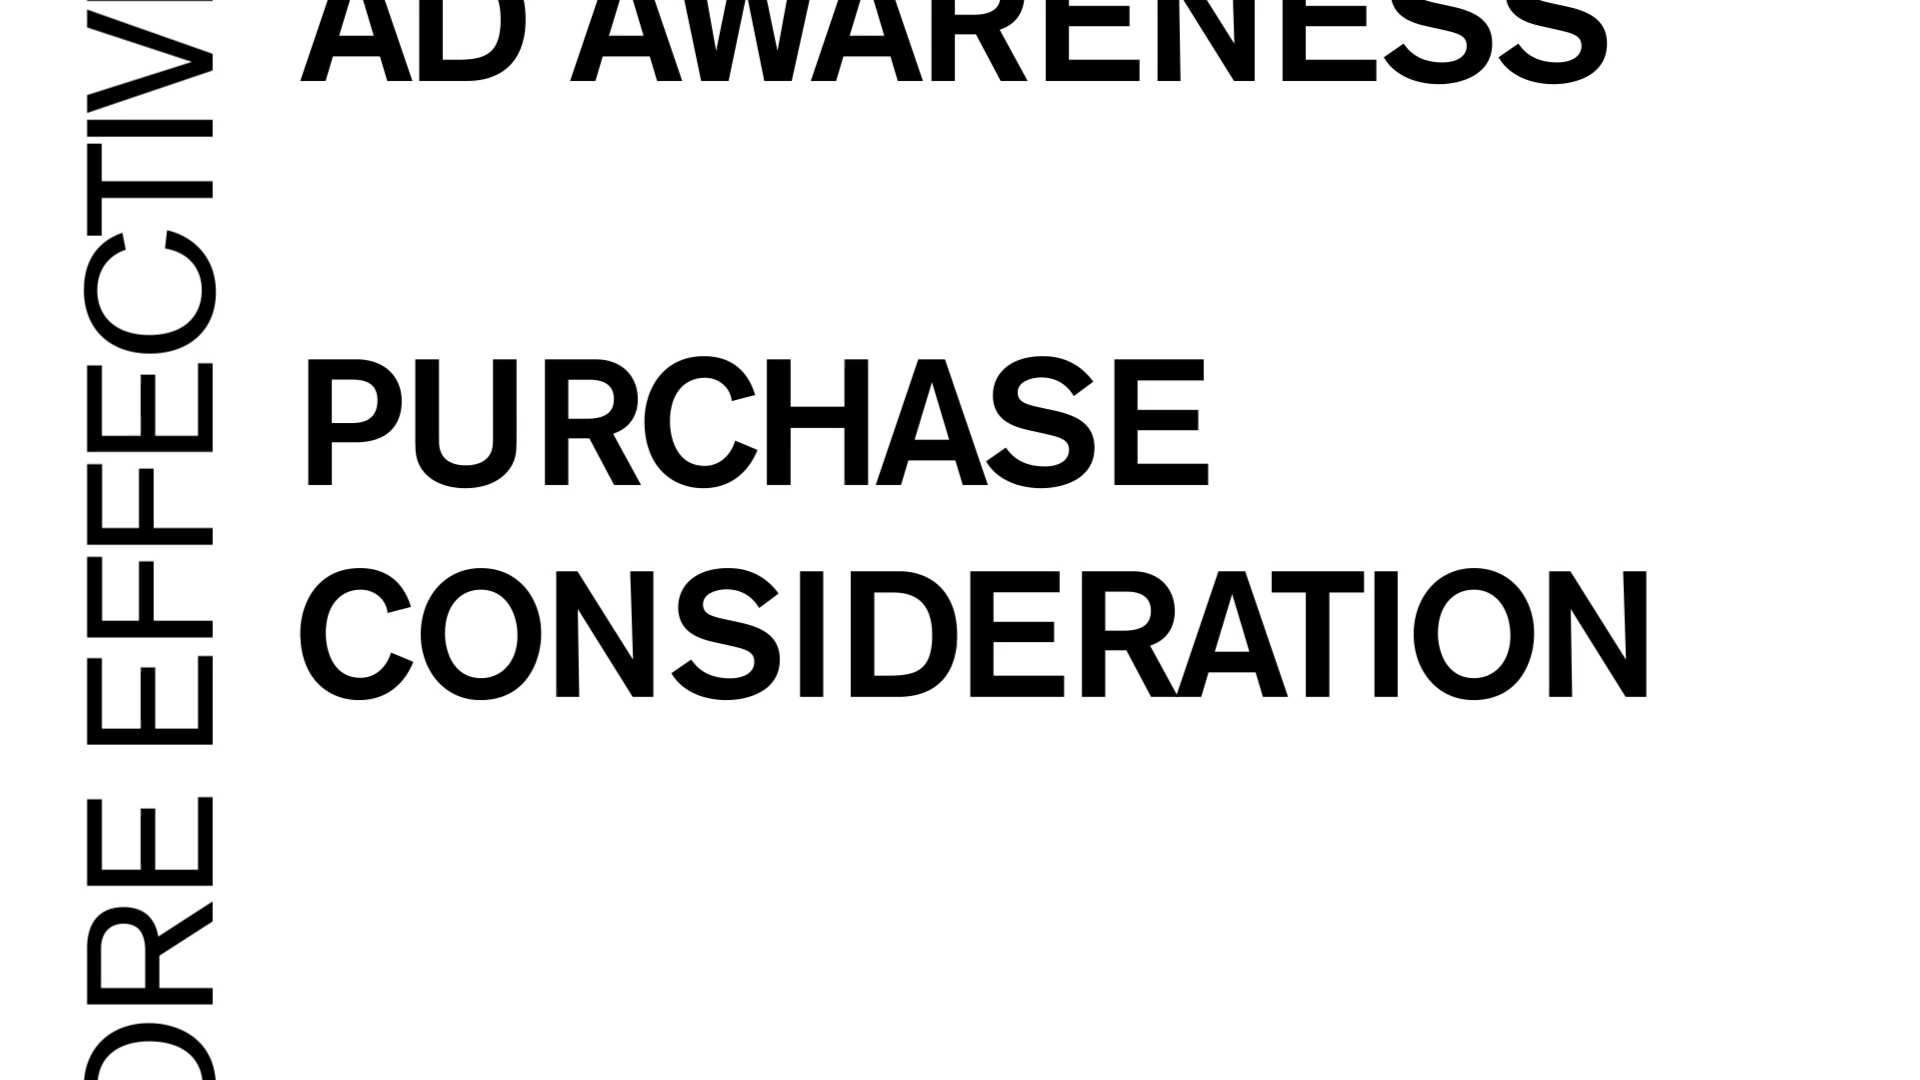 AD AWARENESS
PURCHASE
CONSIDERATION
ORE EFFECTIV